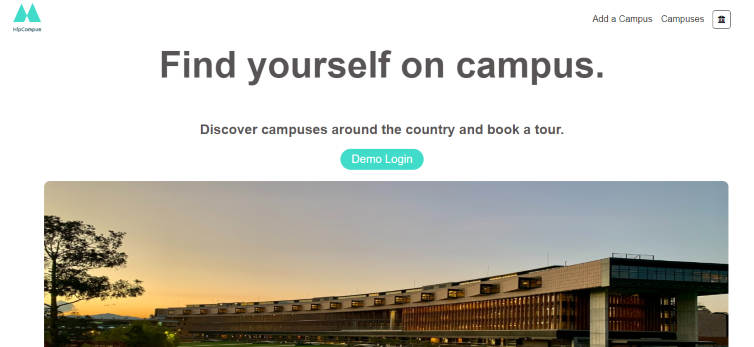 HipCampus
Add a Campus Campuses
Find yourself on campus.
Discover campuses around the country and book a tour.
Demo Login